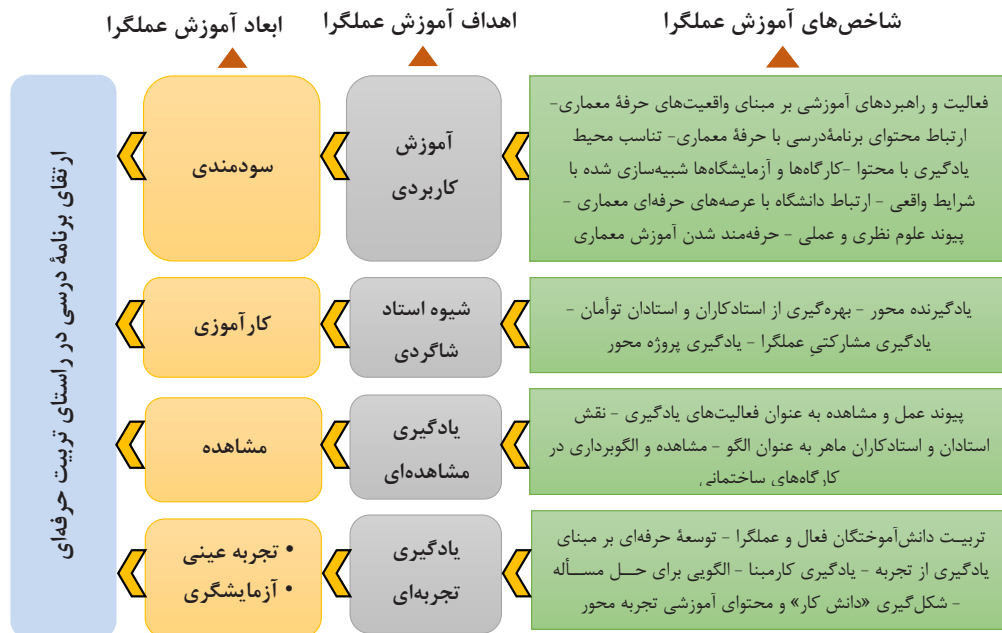 شاخص‌های آموزش عملگرا
اهداف آموزش عملگرا
ابعاد آموزش عملگرا
فعالیت و راهبردهای آموزشی بر مبنای واقعیت‌های حرفهٔ معماری-
ارتباط محتوای برنامهٔ‌درسی با حرفهٔ معماری- تناسب محیط
یادگیری با محتوا -کارگاه‌ها و آزمایشگاه‌ها شبیه‌سازی شده با
شرایط واقعی - ارتباط دانشگاه با عرصه‌های حرفه‌ای معماری -
پیوند علوم نظری و عملی - حرفه‌مند شدن آموزش معماری
آموزش
کاربردی
سودمندی
یادگیرنده محور - بهره‌گیری از استادکاران و استادان توأمان -
یادگیری مشارکتیِ عملگرا - یادگیری پروژه محور
شیوه استاد
شاگردی
کارآموزی
پیوند عمل و مشاهده به عنوان فعالیت‌های یادگیری - نقش
استادان و استادکاران ماهر به عنوان الگو - مشاهده و الگوبرداری در
کارگاه‌های ساختمانی
یادگیری
مشاهده‌ای
مشاهده
تربیت دانش‌آموختگان فعال و عملگرا - توسعهٔ حرفه‌ای بر مبنای
یادگیری از تجربه - یادگیری کارمبنا - الگویی برای حل مسأله
- شکل‌گیری «دانش کار» و محتوای آموزشی تجربه محور
یادگیری
تجربه‌ای
• تجربه عینی
• آزمایشگری
ارتقای برنامهٔ درسی در راستای تربیت حرفه‌ای